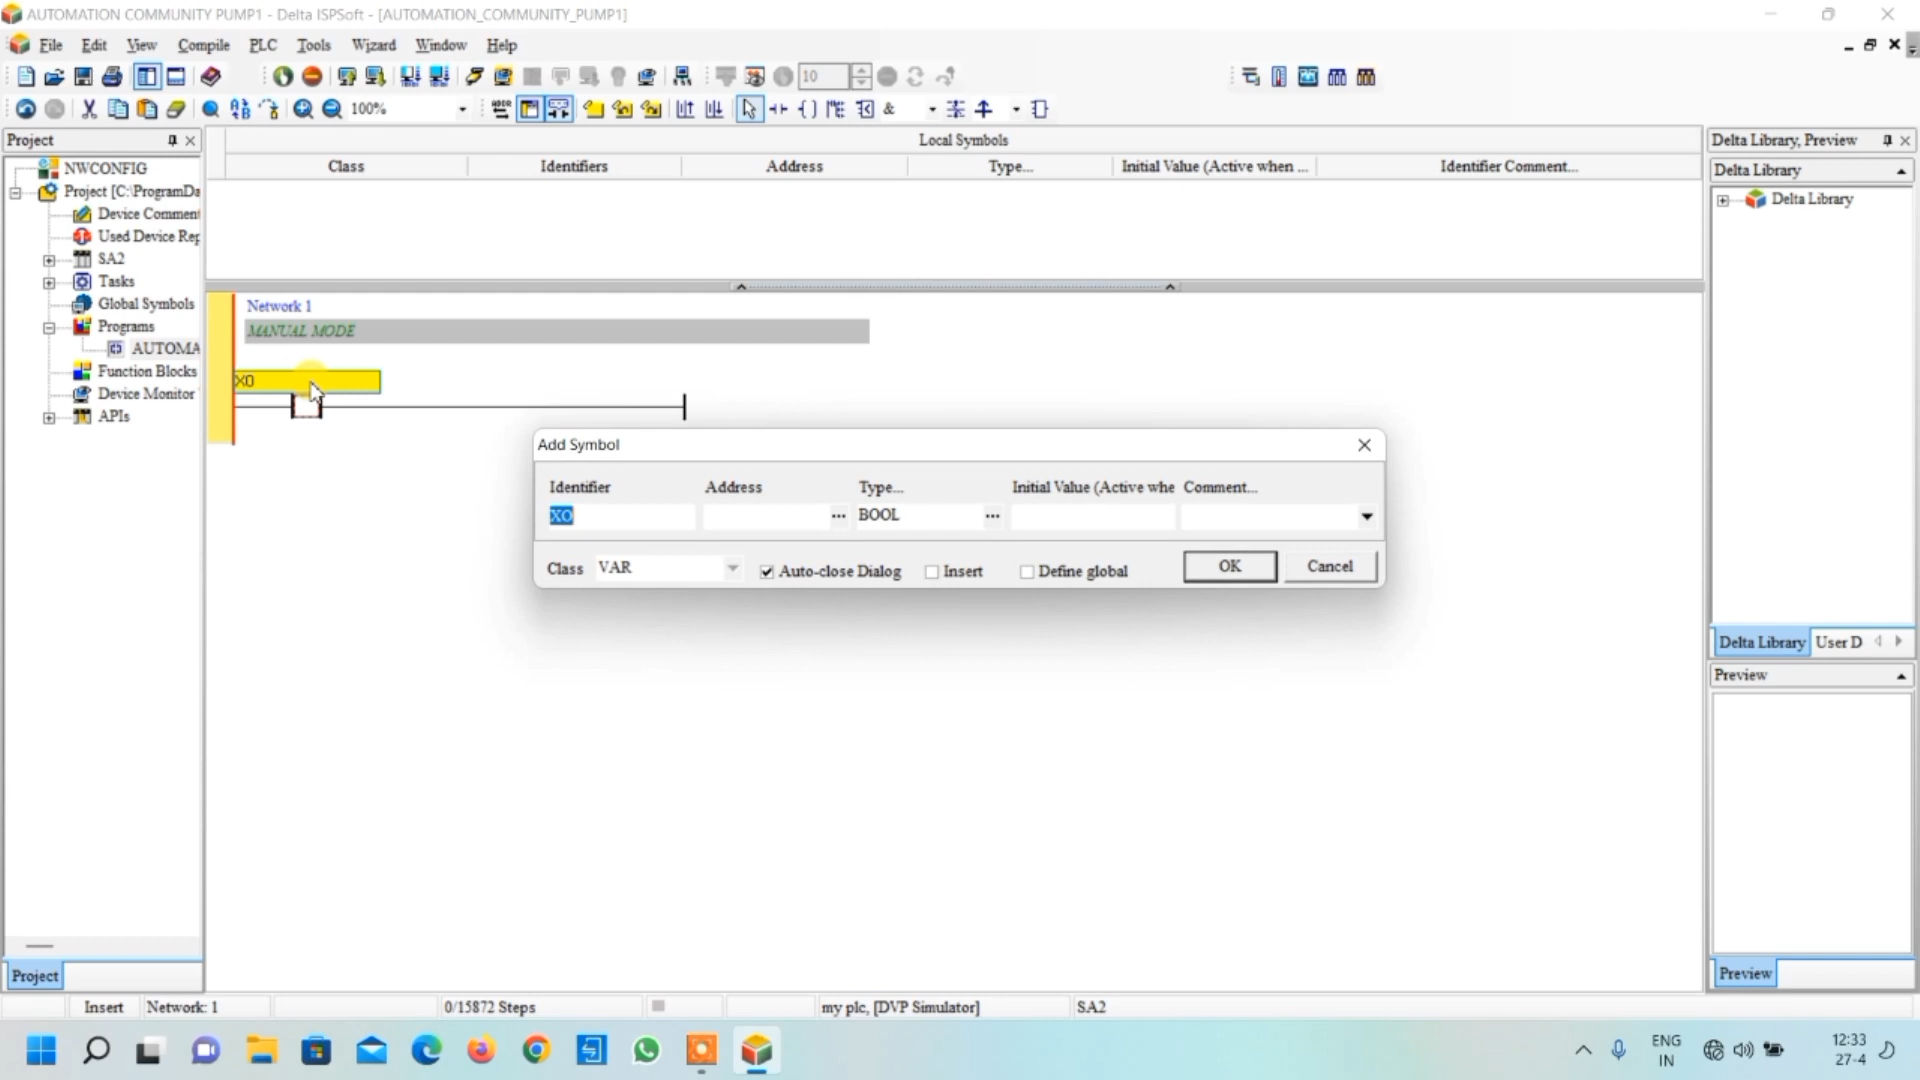 AUTOMATION COMMUNITY PUMP1 - Delta ISPSoft - [AUTOMATION_COMMUNITY_PUMP1]
File Edit View Compile PLC Tools Wizard Window Help
10
100% &
Project
NWCONFIG
Project [C:\ProgramDa
Device Comment
Used Device Rep
SA2
Tasks
Global Symbols
Programs
AUTOMA
Function Blocks
Device Monitor
APIs
Project
Local Symbols
Class Identifiers Address Type... Initial Value (Active when ... Identifier Comment...
Network 1
MANUAL MODE
XO
Add Symbol
Identifier Address Type... Initial Value (Active whe Comment...
XO ... BOOL ...
Class VAR Auto-close Dialog Insert Define global OK Cancel
Delta Library, Preview
Delta Library
Delta Library
Delta Library User D
Preview
Preview
Insert Network: 1 0/15872 Steps my plc, [DVP Simulator] SA2
ENG
IN
12:33
27-4